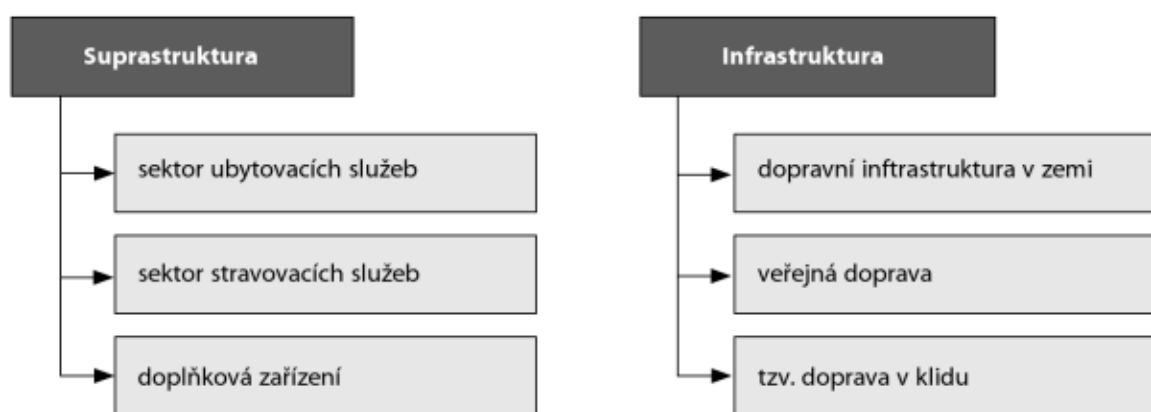 Suprastruktura
sektor ubytovacích služeb
sektor stravovacích služeb
doplňková zařízení
Infrastruktura
dopravní inftrastruktura v zemi
veřejná doprava
tzv. doprava v klidu